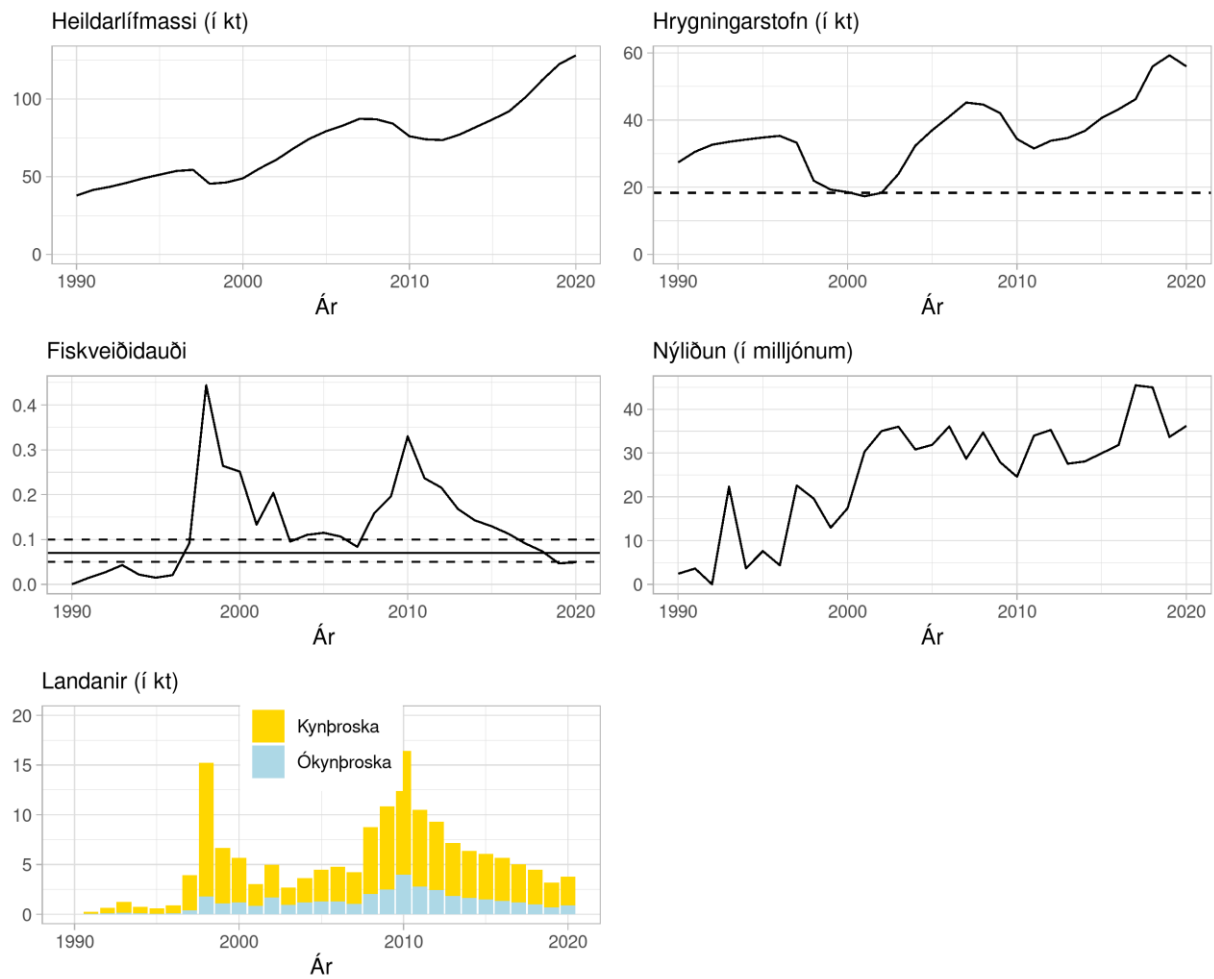 Heildarlífmassi (í kt)
100
50
0
1990 2000 2010 2020
Ár
Hrygningarstofn (í kt)
60
40
20
0
1990 2000 2010 2020
Ár
Fiskveiðidauði
0.4
0.3
0.2
0.1
0.0
1990 2000 2010 2020
Ár
Nýliðun (í milljónum)
40
30
20
10
0
1990 2000 2010 2020
Ár
Landanir (í kt)
20
15
10
5
0
Kynþroska
Ókynþroska
1990 2000 2010 2020
Ár